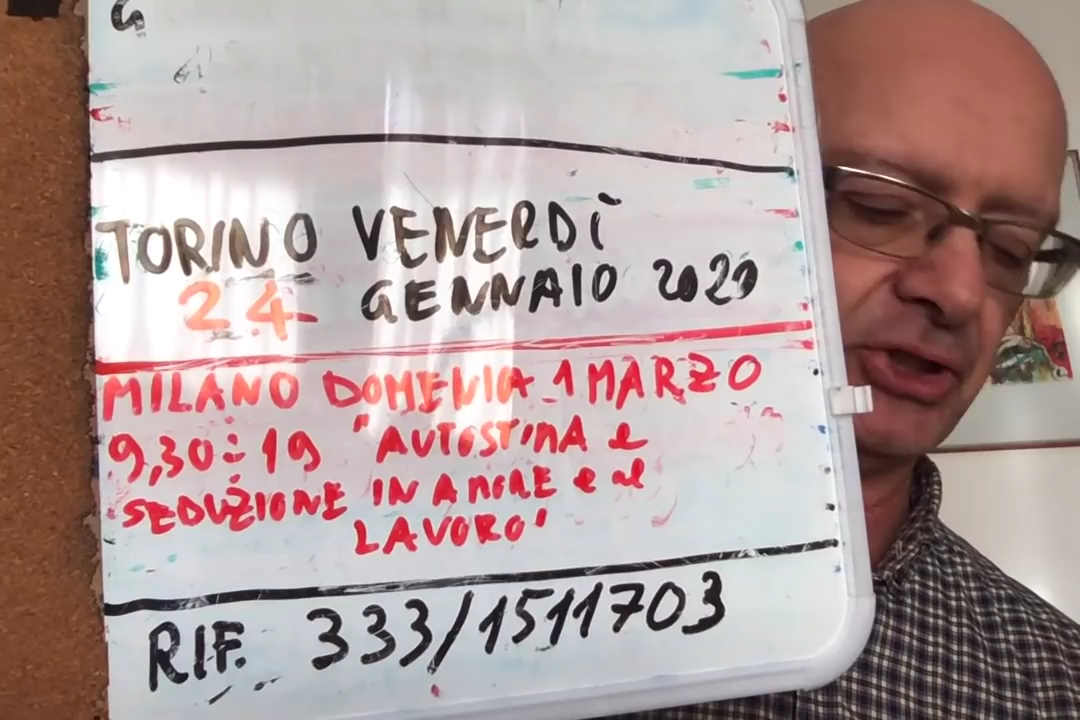 TORINO VENERDÌ
24 GENNAIO 2020
MILANO DOMENIA 1 MARZO
9,30÷19 "AUTOSTIMA e
SEDUZIONE IN AMORE e al
LAVORO"
RIF. 333/1511703